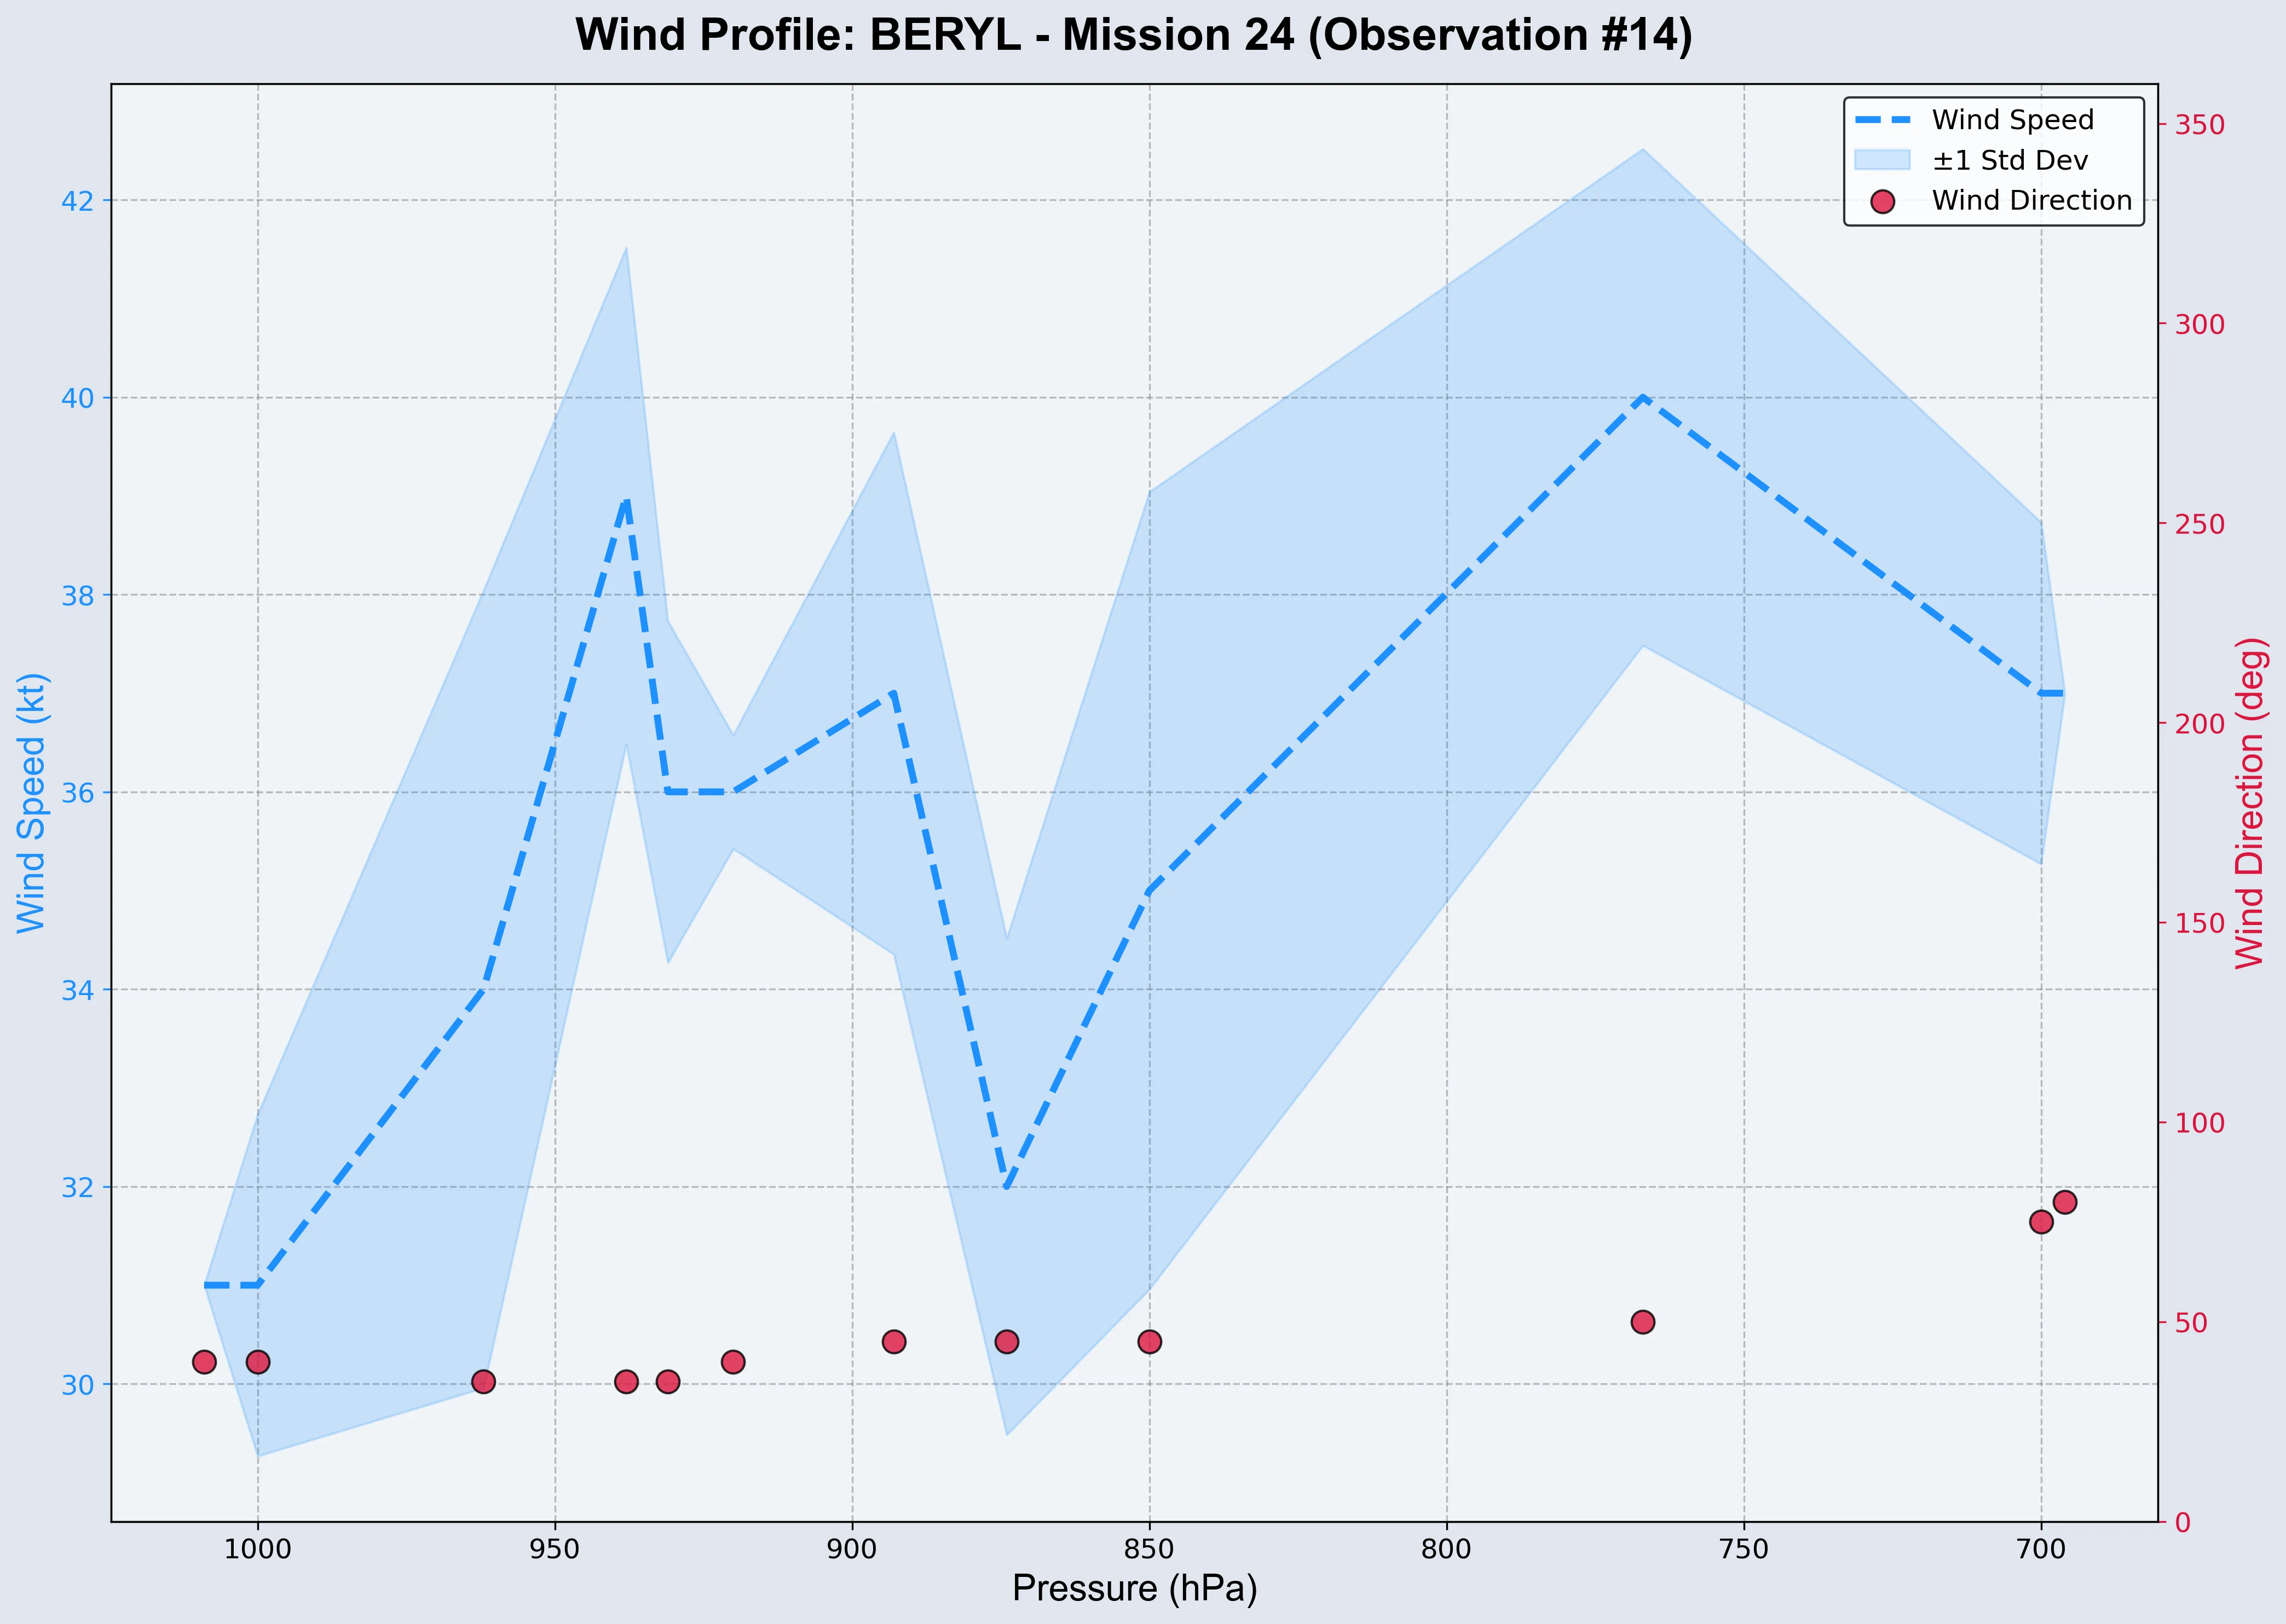 Wind Profile: BERYL - Mission 24 (Observation #14)
Wind Speed
±1 Std Dev
Wind Direction
42
40
38
36
34
32
30
Wind Speed (kt)
350
300
250
200
150
100
50
0
Wind Direction (deg)
1000 950 900 850 800 750 700
Pressure (hPa)